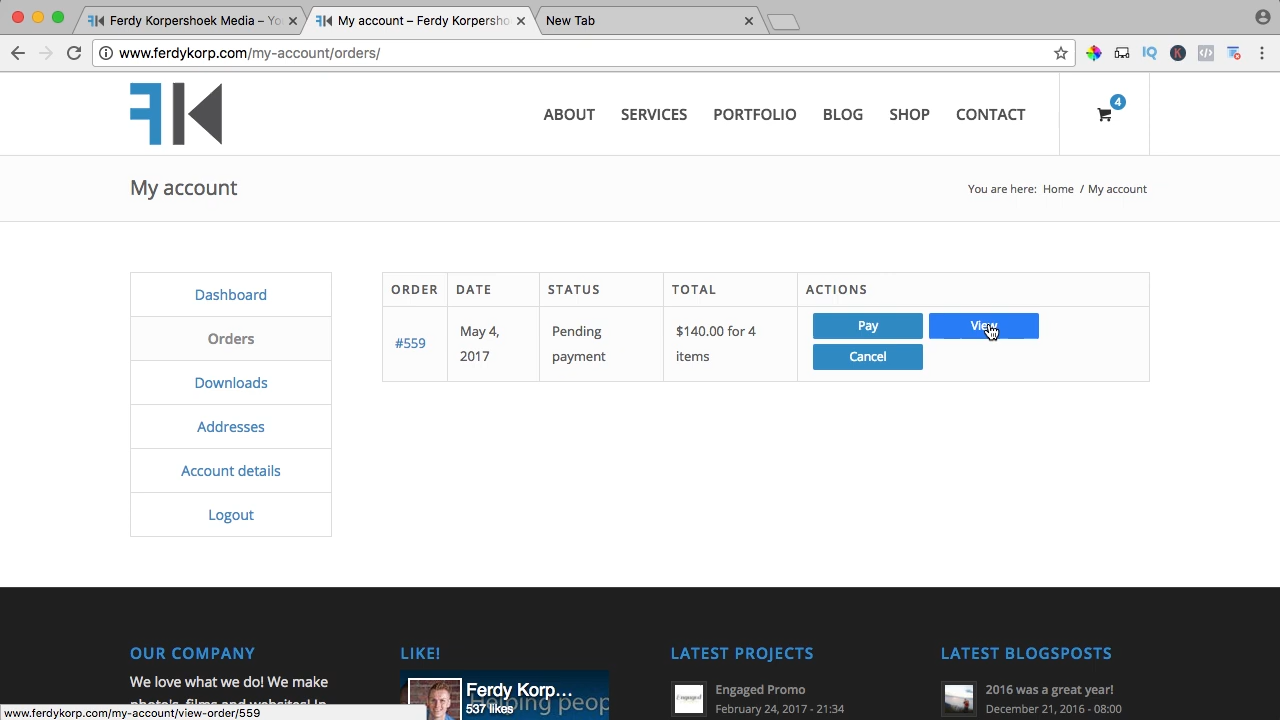 Ferdy Korpershoek Media – Yo
My account – Ferdy Korpersho
New Tab
www.ferdykorp.com/my-account/orders/
ABOUT
SERVICES
PORTFOLIO
BLOG
SHOP
CONTACT
4
My account
You are here: Home / My account
Dashboard
Orders
Downloads
Addresses
Account details
Logout
ORDER DATE STATUS TOTAL ACTIONS
#559
May 4,
2017
Pending
payment
$140.00 for 4
items
Pay
View
Cancel
OUR COMPANY
We love what we do! We make
LIKE!
Ferdy Korp...
537 likes
Helping peop
LATEST PROJECTS
Engaged Promo
February 24, 2017 - 21:34
LATEST BLOGSPOSTS
2016 was a great year!
December 21, 2016 - 08:00
www.ferdykorp.com/my-account/view-order/559